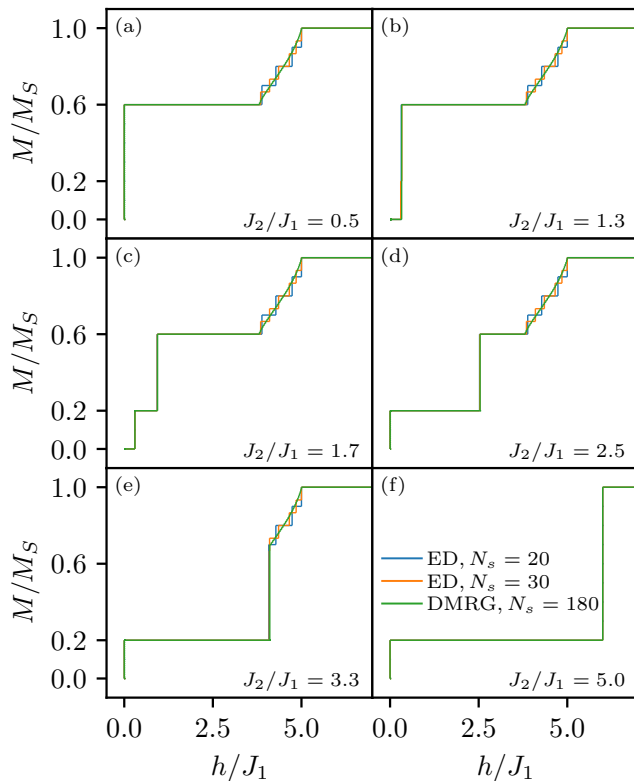 (a)
1.0
0.6
0.2
0.0
M/M_S
J_2/J_1 = 0.5
(b)
J_2/J_1 = 1.3
(c)
1.0
0.6
0.2
0.0
M/M_S
J_2/J_1 = 1.7
(d)
J_2/J_1 = 2.5
(e)
1.0
0.6
0.2
0.0
M/M_S
J_2/J_1 = 3.3
(f)
ED, N_s = 20
ED, N_s = 30
DMRG, N_s = 180
J_2/J_1 = 5.0
0.0 2.5 5.0
0.0 2.5 5.0
h/J_1
h/J_1